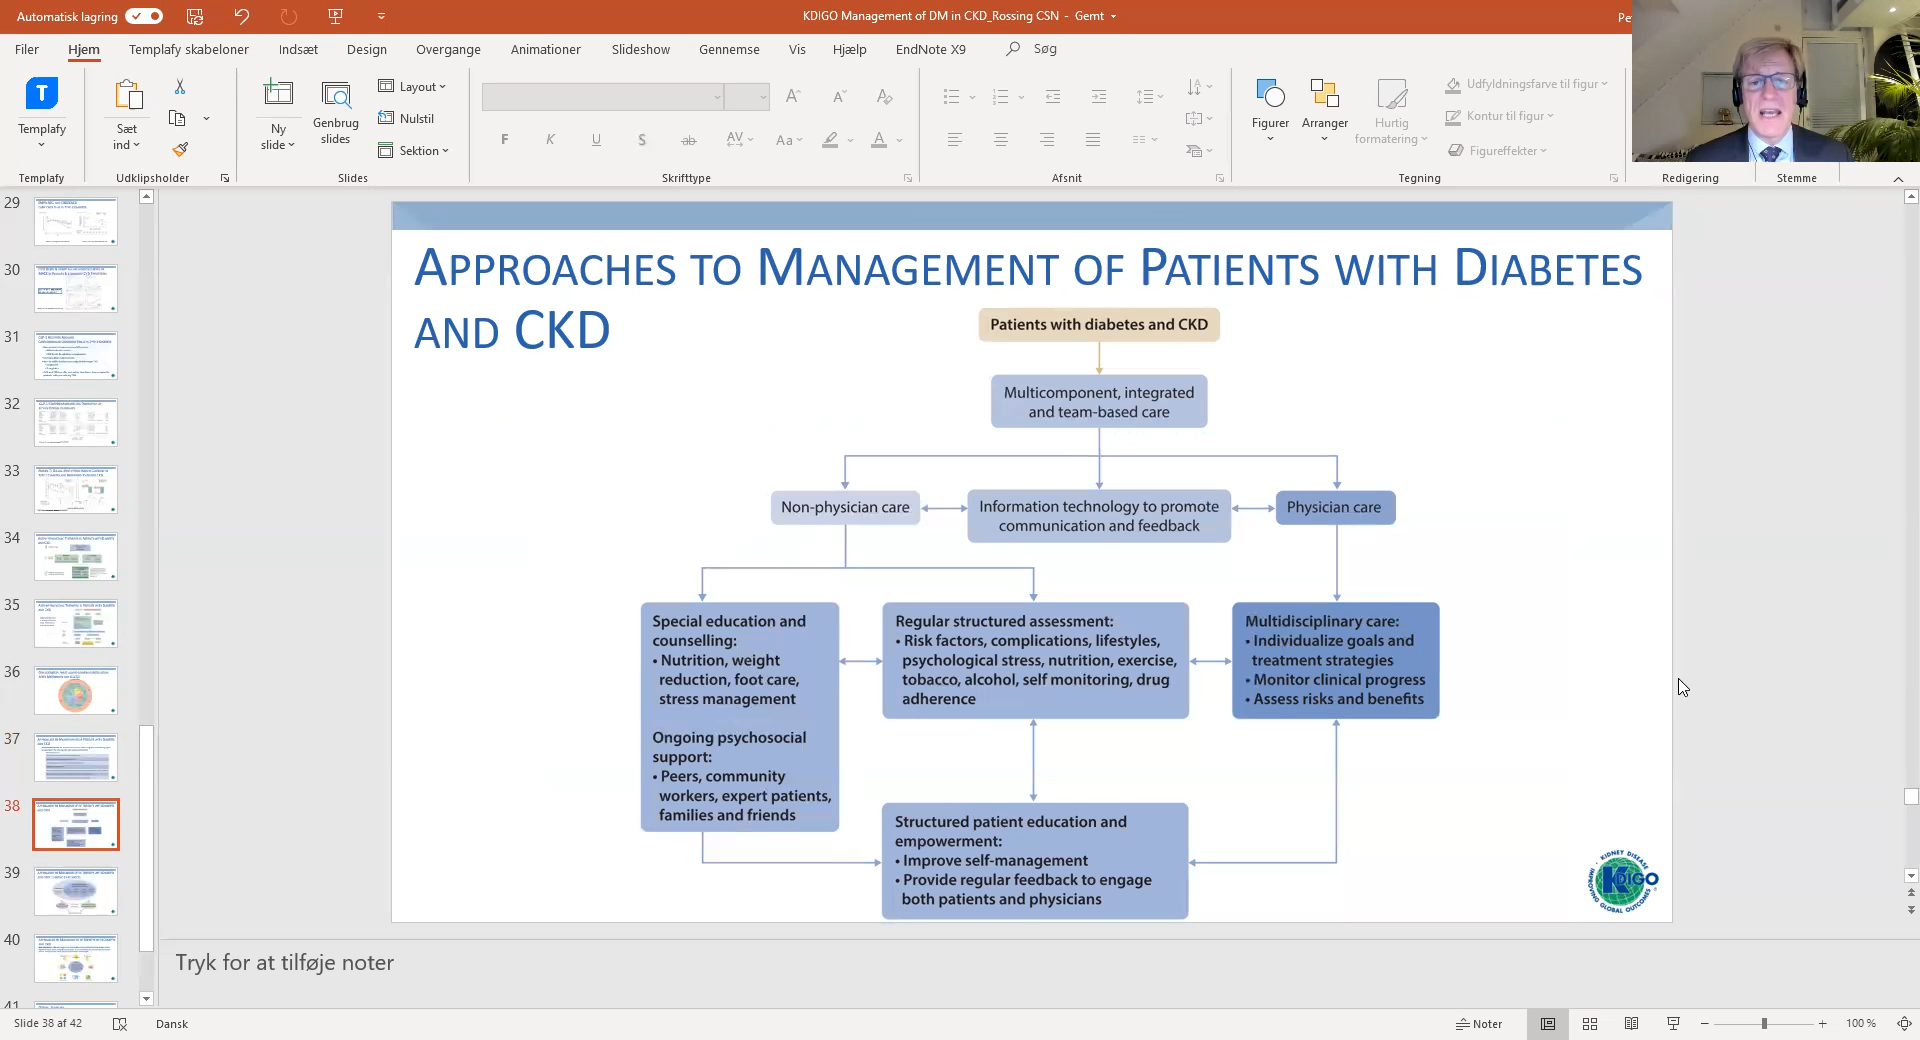 Automatisk lagring
KDIGO Management of DM in CKD_Rossing CSN - Gemt
Filer Hjem Templafy skabeloner Indsæt Design Overgange Animationer Slideshow Gennemse Vis Hjælp EndNote X9 Søg
Templafy
Sæt
ind
Ny
slide
Genbrug
slides
Layout
Nulstil
Sektion
F K U S ab AV Aa A
Figurer
Arranger
Hurtig
formatering
Udfyldningsfarve til figur
Kontur til figur
Figureffekter
Templafy Udklipsholder Slides Skrifttype Afsnit Tegning Redigering Stemme
29
30
31
32
33
34
35
36
37
38
39
40
41
APPROACHES TO MANAGEMENT OF PATIENTS WITH DIABETES
AND CKD
Patients with diabetes and CKD
Multicomponent, integrated
and team-based care
Non-physician care
Information technology to promote
communication and feedback
Physician care
Special education and
counselling:
• Nutrition, weight
reduction, foot care,
stress management
Ongoing psychosocial
support:
• Peers, community
workers, expert patients,
families and friends
Regular structured assessment:
• Risk factors, complications, lifestyles,
psychological stress, nutrition, exercise,
tobacco, alcohol, self monitoring, drug
adherence
Multidisciplinary care:
• Individualize goals and
treatment strategies
• Monitor clinical progress
• Assess risks and benefits
Structured patient education and
empowerment:
• Improve self-management
• Provide regular feedback to engage
both patients and physicians
KIDNEY DISEASE
KDIGO
IMPROVING GLOBAL OUTCOMES
Tryk for at tilføje noter
Slide 38 af 42
Dansk
Noter
100 %